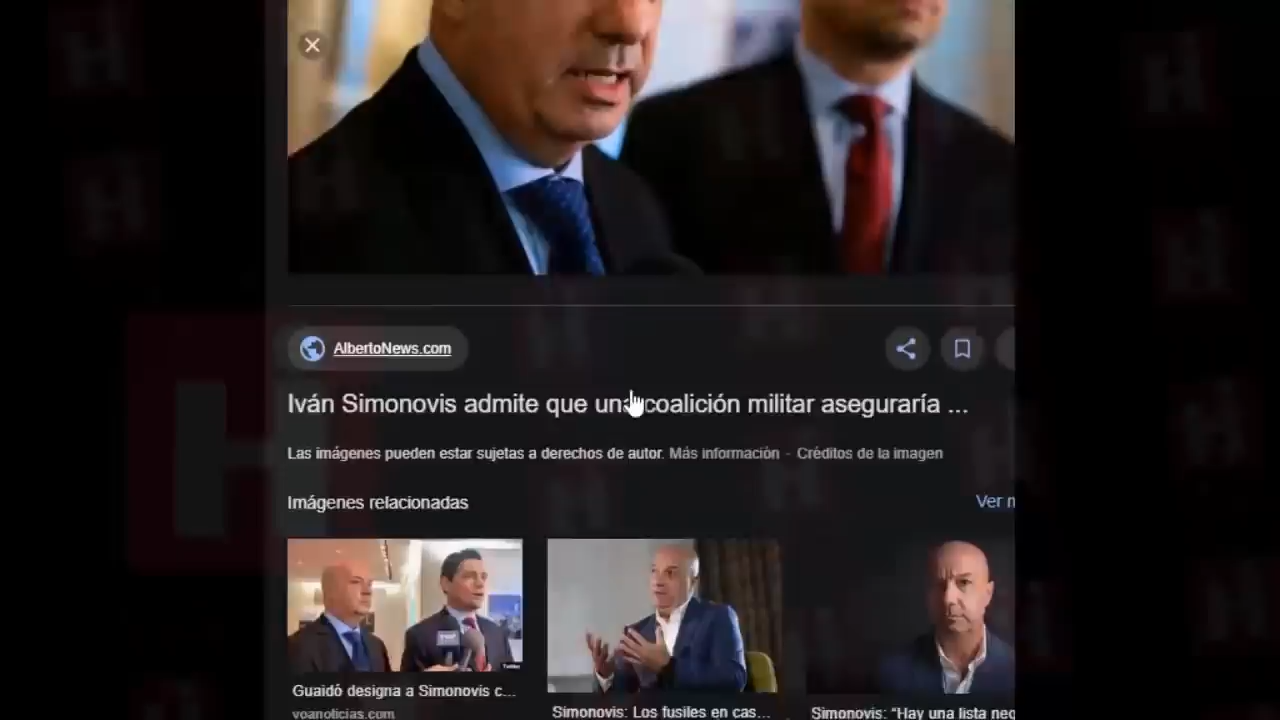 AlbertoNews.com
Iván Simonovis admite que una coalición militar aseguraría ...
Las imágenes pueden estar sujetas a derechos de autor. Más información - Créditos de la imagen
Imágenes relacionadas
Ver
Guaidó designa a Simonovis c...
voanoticias.com
Simonovis: Los fusiles en cas...
Simonovis: “Hay una lista neg